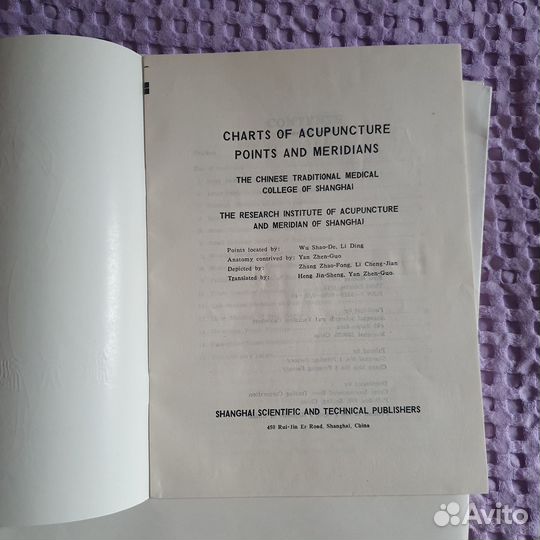 CHARTS OF ACUPUNCTURE
POINTS AND MERIDIANS
THE CHINESE TRADITIONAL MEDICAL
COLLEGE OF SHANGHAI
THE RESEARCH INSTITUTE OF ACUPUNCTURE
AND MERIDIAN OF SHANGHAI
Points located by: Wu Shao-De, Li Ding
Anatomy contrived by: Yan Zhen-Guo
Depicted by: Zhang Zhao-Fong, Li Cheng-Jian
Translated by: Heng Jin-Sheng, Yan Zhen-Guo.
SHANGHAI SCIENTIFIC AND TECHNICAL PUBLISHERS
450 Rui-Jin Er Road, Shanghai, China
Avito